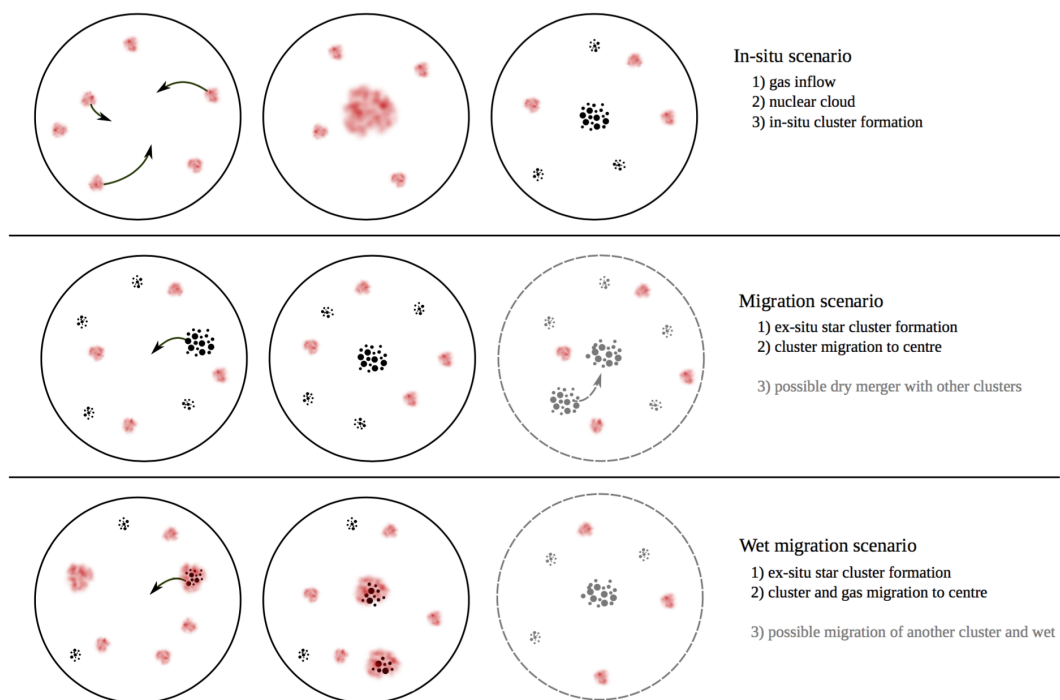 In-situ scenario
1) gas inflow
2) nuclear cloud
3) in-situ cluster formation
Migration scenario
1) ex-situ star cluster formation
2) cluster migration to centre
3) possible dry merger with other clusters
Wet migration scenario
1) ex-situ star cluster formation
2) cluster and gas migration to centre
3) possible migration of another cluster and wet